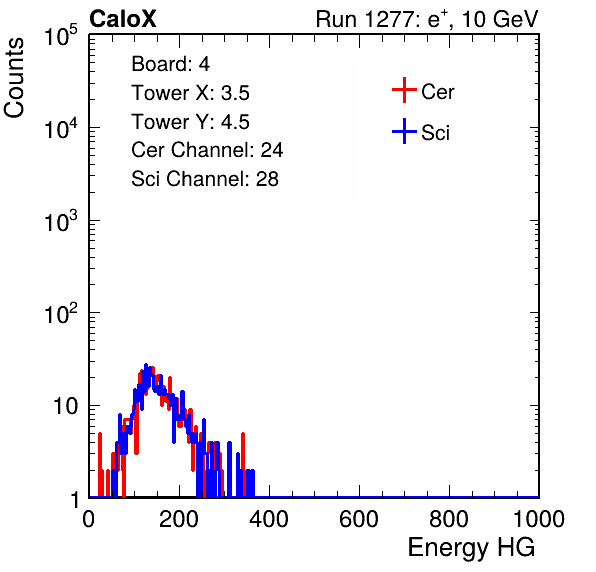 CaloX Run 1277: e⁺, 10 GeV
Counts
10⁵
10⁴
10³
10²
10
1
Board: 4
Tower X: 3.5
Tower Y: 4.5
Cer Channel: 24
Sci Channel: 28
Cer
Sci
0 200 400 600 800 1000
Energy HG